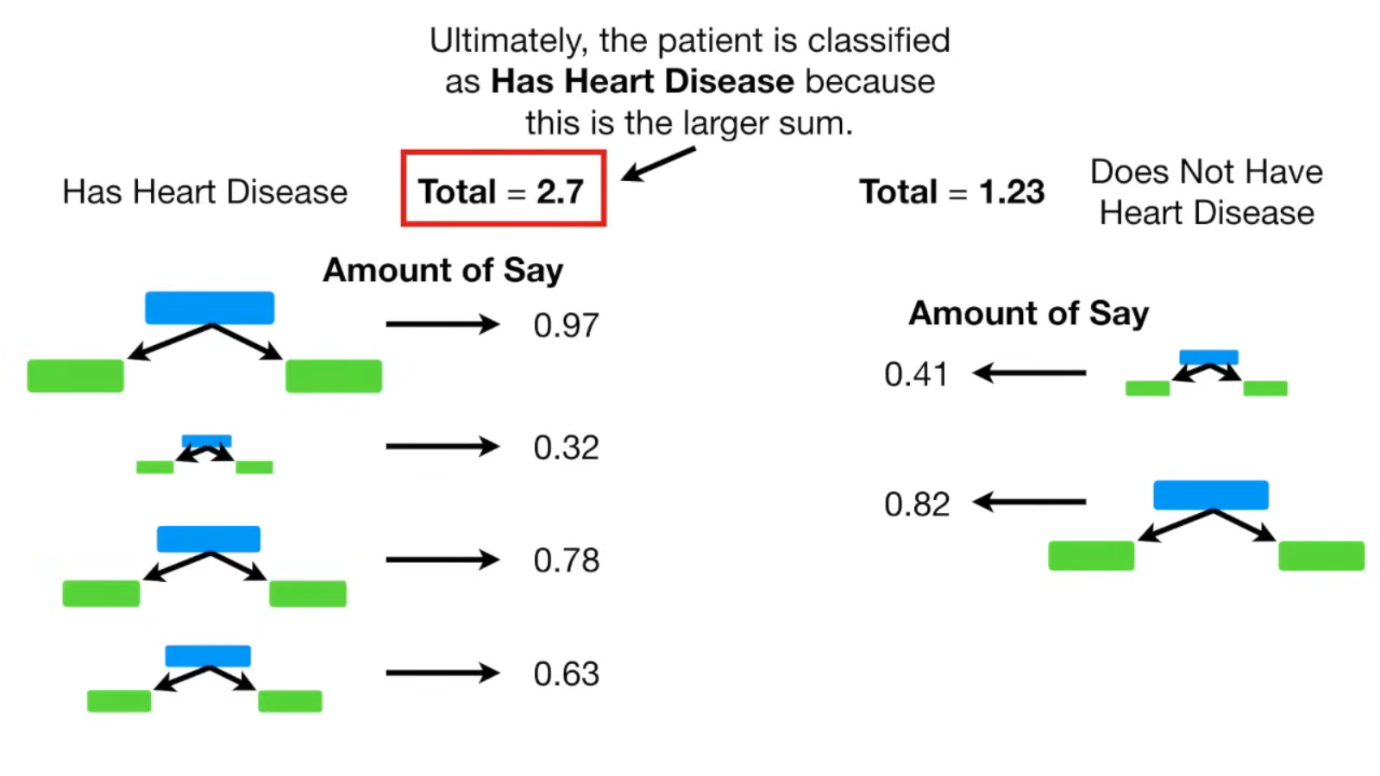 Ultimately, the patient is classified
as Has Heart Disease because
this is the larger sum.
Has Heart Disease
Total = 2.7
Total = 1.23
Does Not Have
Heart Disease
Amount of Say
0.97
0.32
0.78
0.63
Amount of Say
0.41
0.82